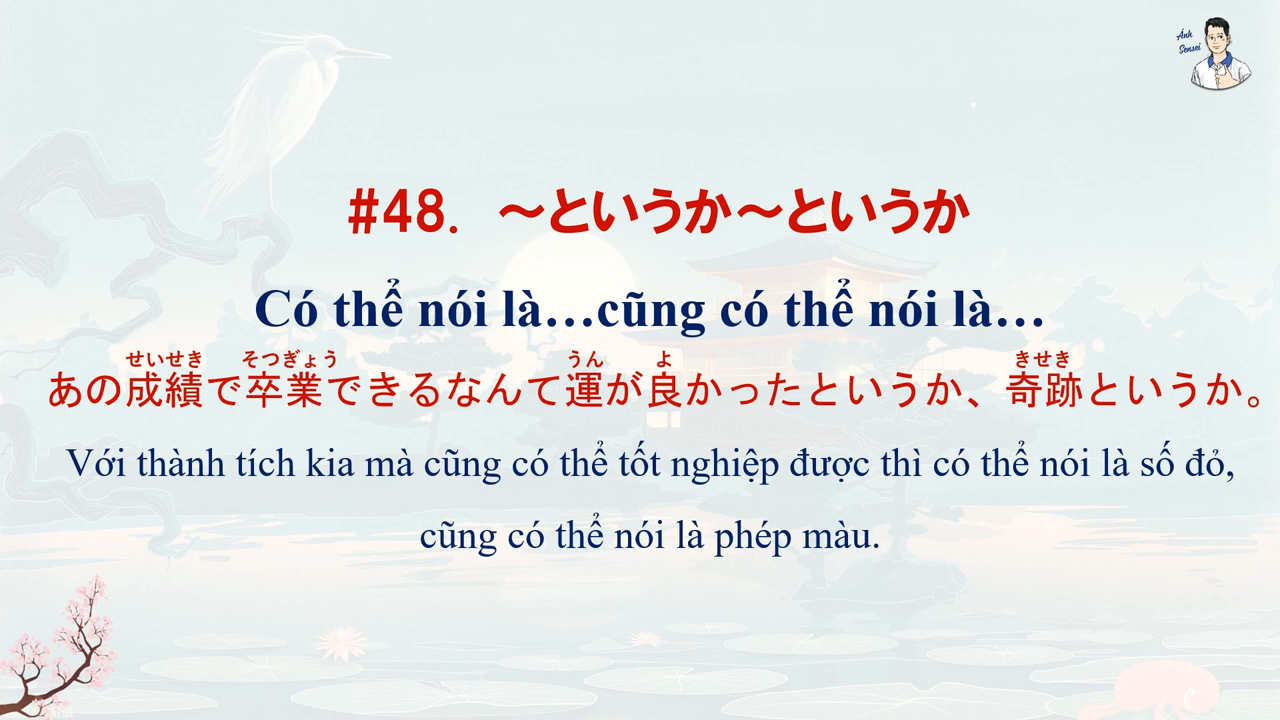 Ánh
Sensei
#48. ～というか～というか
Có thể nói là…cũng có thể nói là…
せいせき そつぎょう うん よ きせき
あの成績で卒業できるなんて運が良かったというか、奇跡というか。
Với thành tích kia mà cũng có thể tốt nghiệp được thì có thể nói là số đỏ,
cũng có thể nói là phép màu.